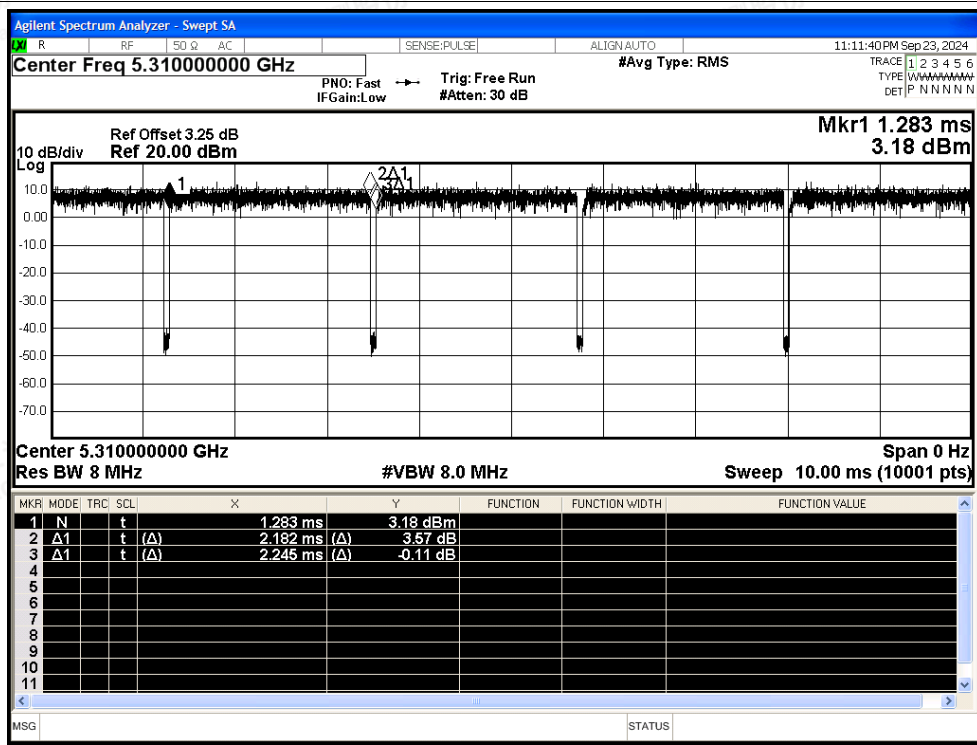 Agilent Spectrum Analyzer - Swept SA
LXI R RF 50 Ω AC SENSE:PULSE ALIGN AUTO 11:11:40 PM Sep 23, 2024
Center Freq 5.310000000 GHz #Avg Type: RMS TRACE 1 2 3 4 5 6
PNO: Fast Trig: Free Run TYPE
IFGain:Low #Atten: 30 dB DET P N N N N N
Mkr1 1.283 ms
Ref Offset 3.25 dB
10 dB/div Ref 20.00 dBm 3.18 dBm
Log
1 2Δ1
3Δ1
10.0
0.00
-10.0
-20.0
-30.0
-40.0
-50.0
-60.0
-70.0
Center 5.310000000 GHz Span 0 Hz
Res BW 8 MHz #VBW 8.0 MHz Sweep 10.00 ms (10001 pts)
MKR MODE TRC SCL X Y FUNCTION FUNCTION WIDTH FUNCTION VALUE
1 N t 1.283 ms 3.18 dBm
2 Δ1 t (Δ) 2.182 ms (Δ) 3.57 dB
3 Δ1 t (Δ) 2.245 ms (Δ) -0.11 dB
4
5
6
7
8
9
10
11
MSG STATUS